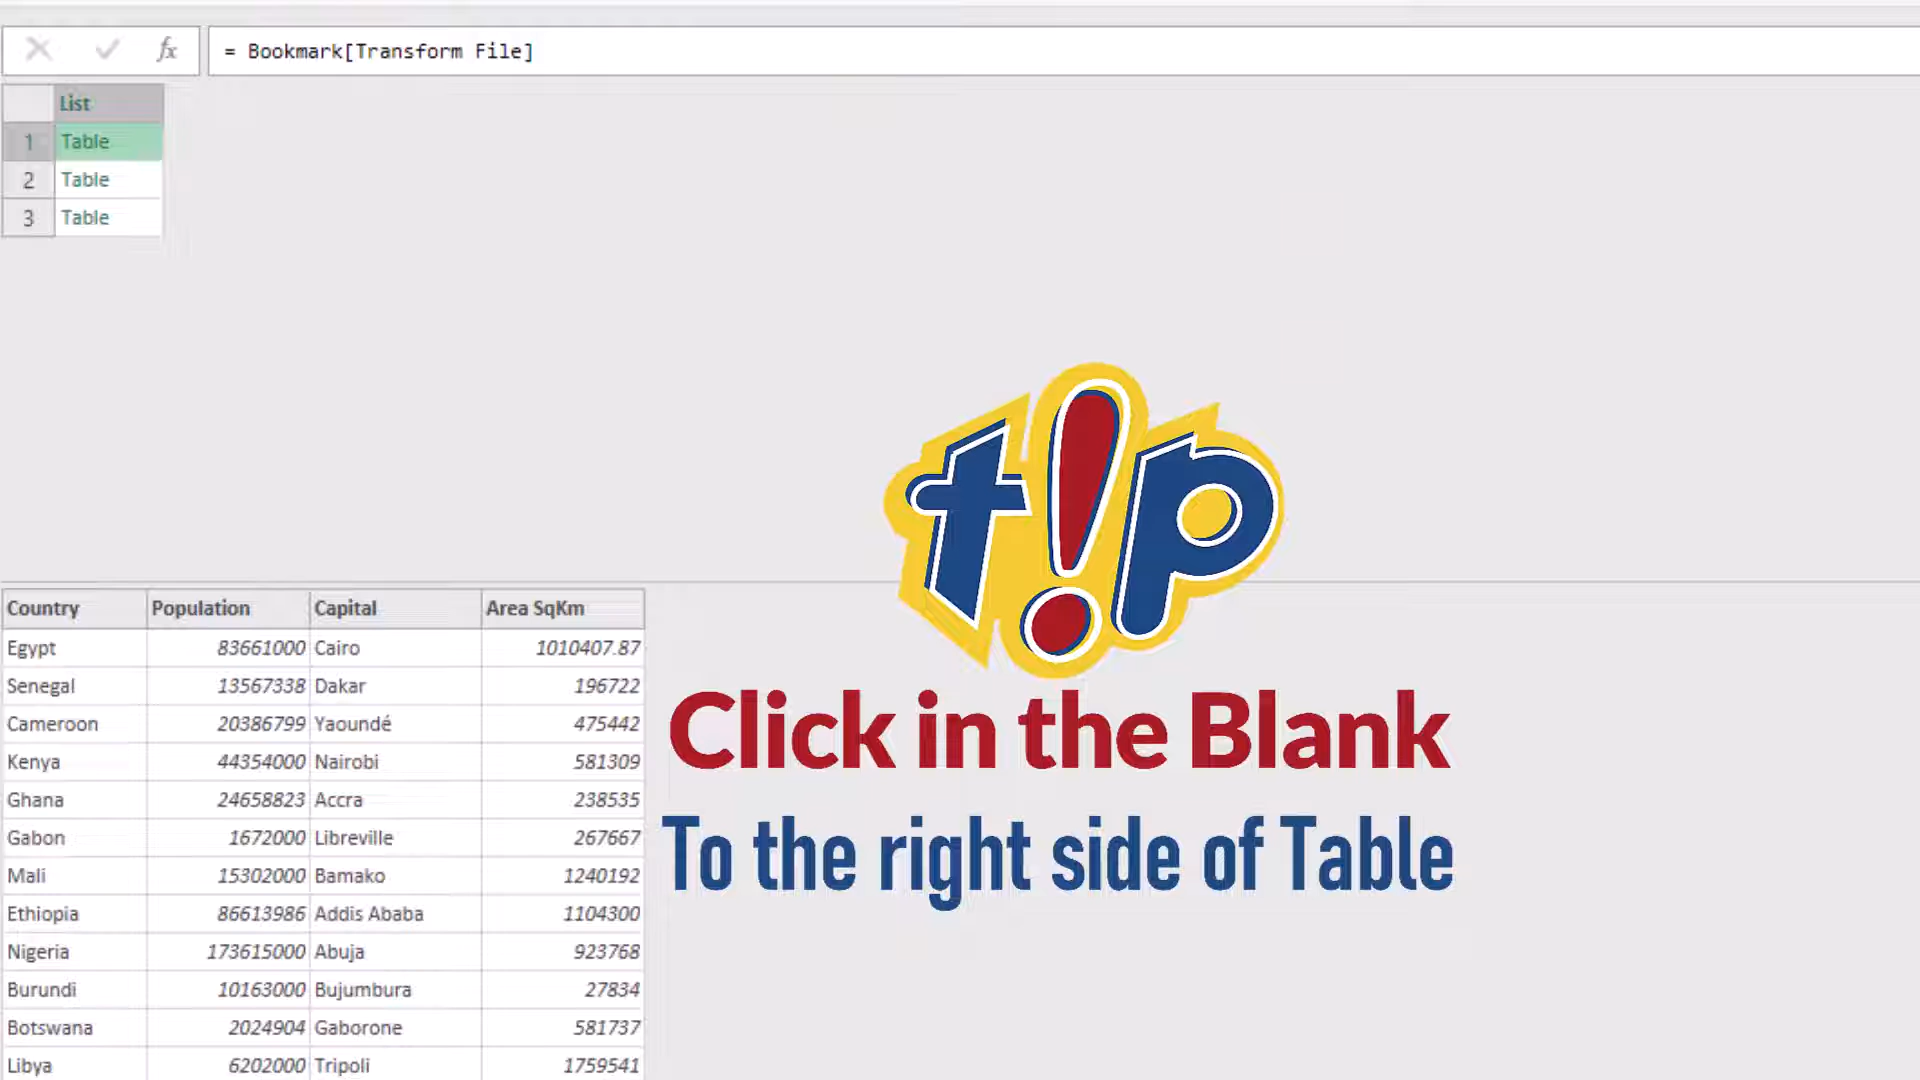 fx = Bookmark[Transform File]
List
1 Table
2 Table
3 Table
t!p
Click in the Blank
To the right side of Table
Country Population Capital Area SqKm
Egypt 83661000 Cairo 1010407.87
Senegal 13567338 Dakar 196722
Cameroon 20386799 Yaoundé 475442
Kenya 44354000 Nairobi 581309
Ghana 24658823 Accra 238535
Gabon 1672000 Libreville 267667
Mali 15302000 Bamako 1240192
Ethiopia 86613986 Addis Ababa 1104300
Nigeria 173615000 Abuja 923768
Burundi 10163000 Bujumbura 27834
Botswana 2024904 Gaborone 581737
Libya 6202000 Tripoli 1759541